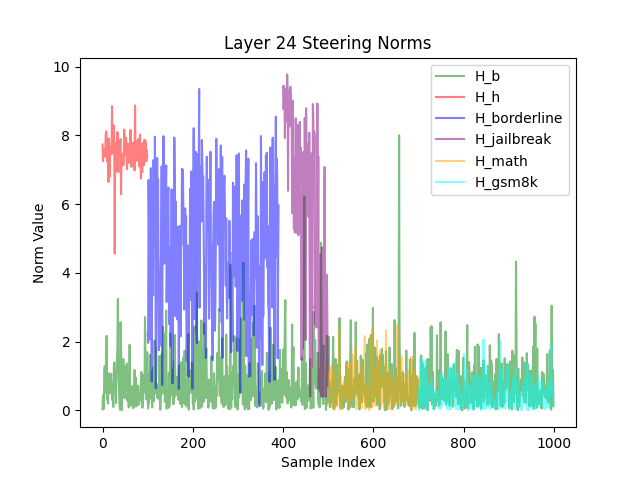 Layer 24 Steering Norms
10
8
6
4
2
0
Norm Value
H_b
H_h
H_borderline
H_jailbreak
H_math
H_gsm8k
0
200
400
600
800
1000
Sample Index